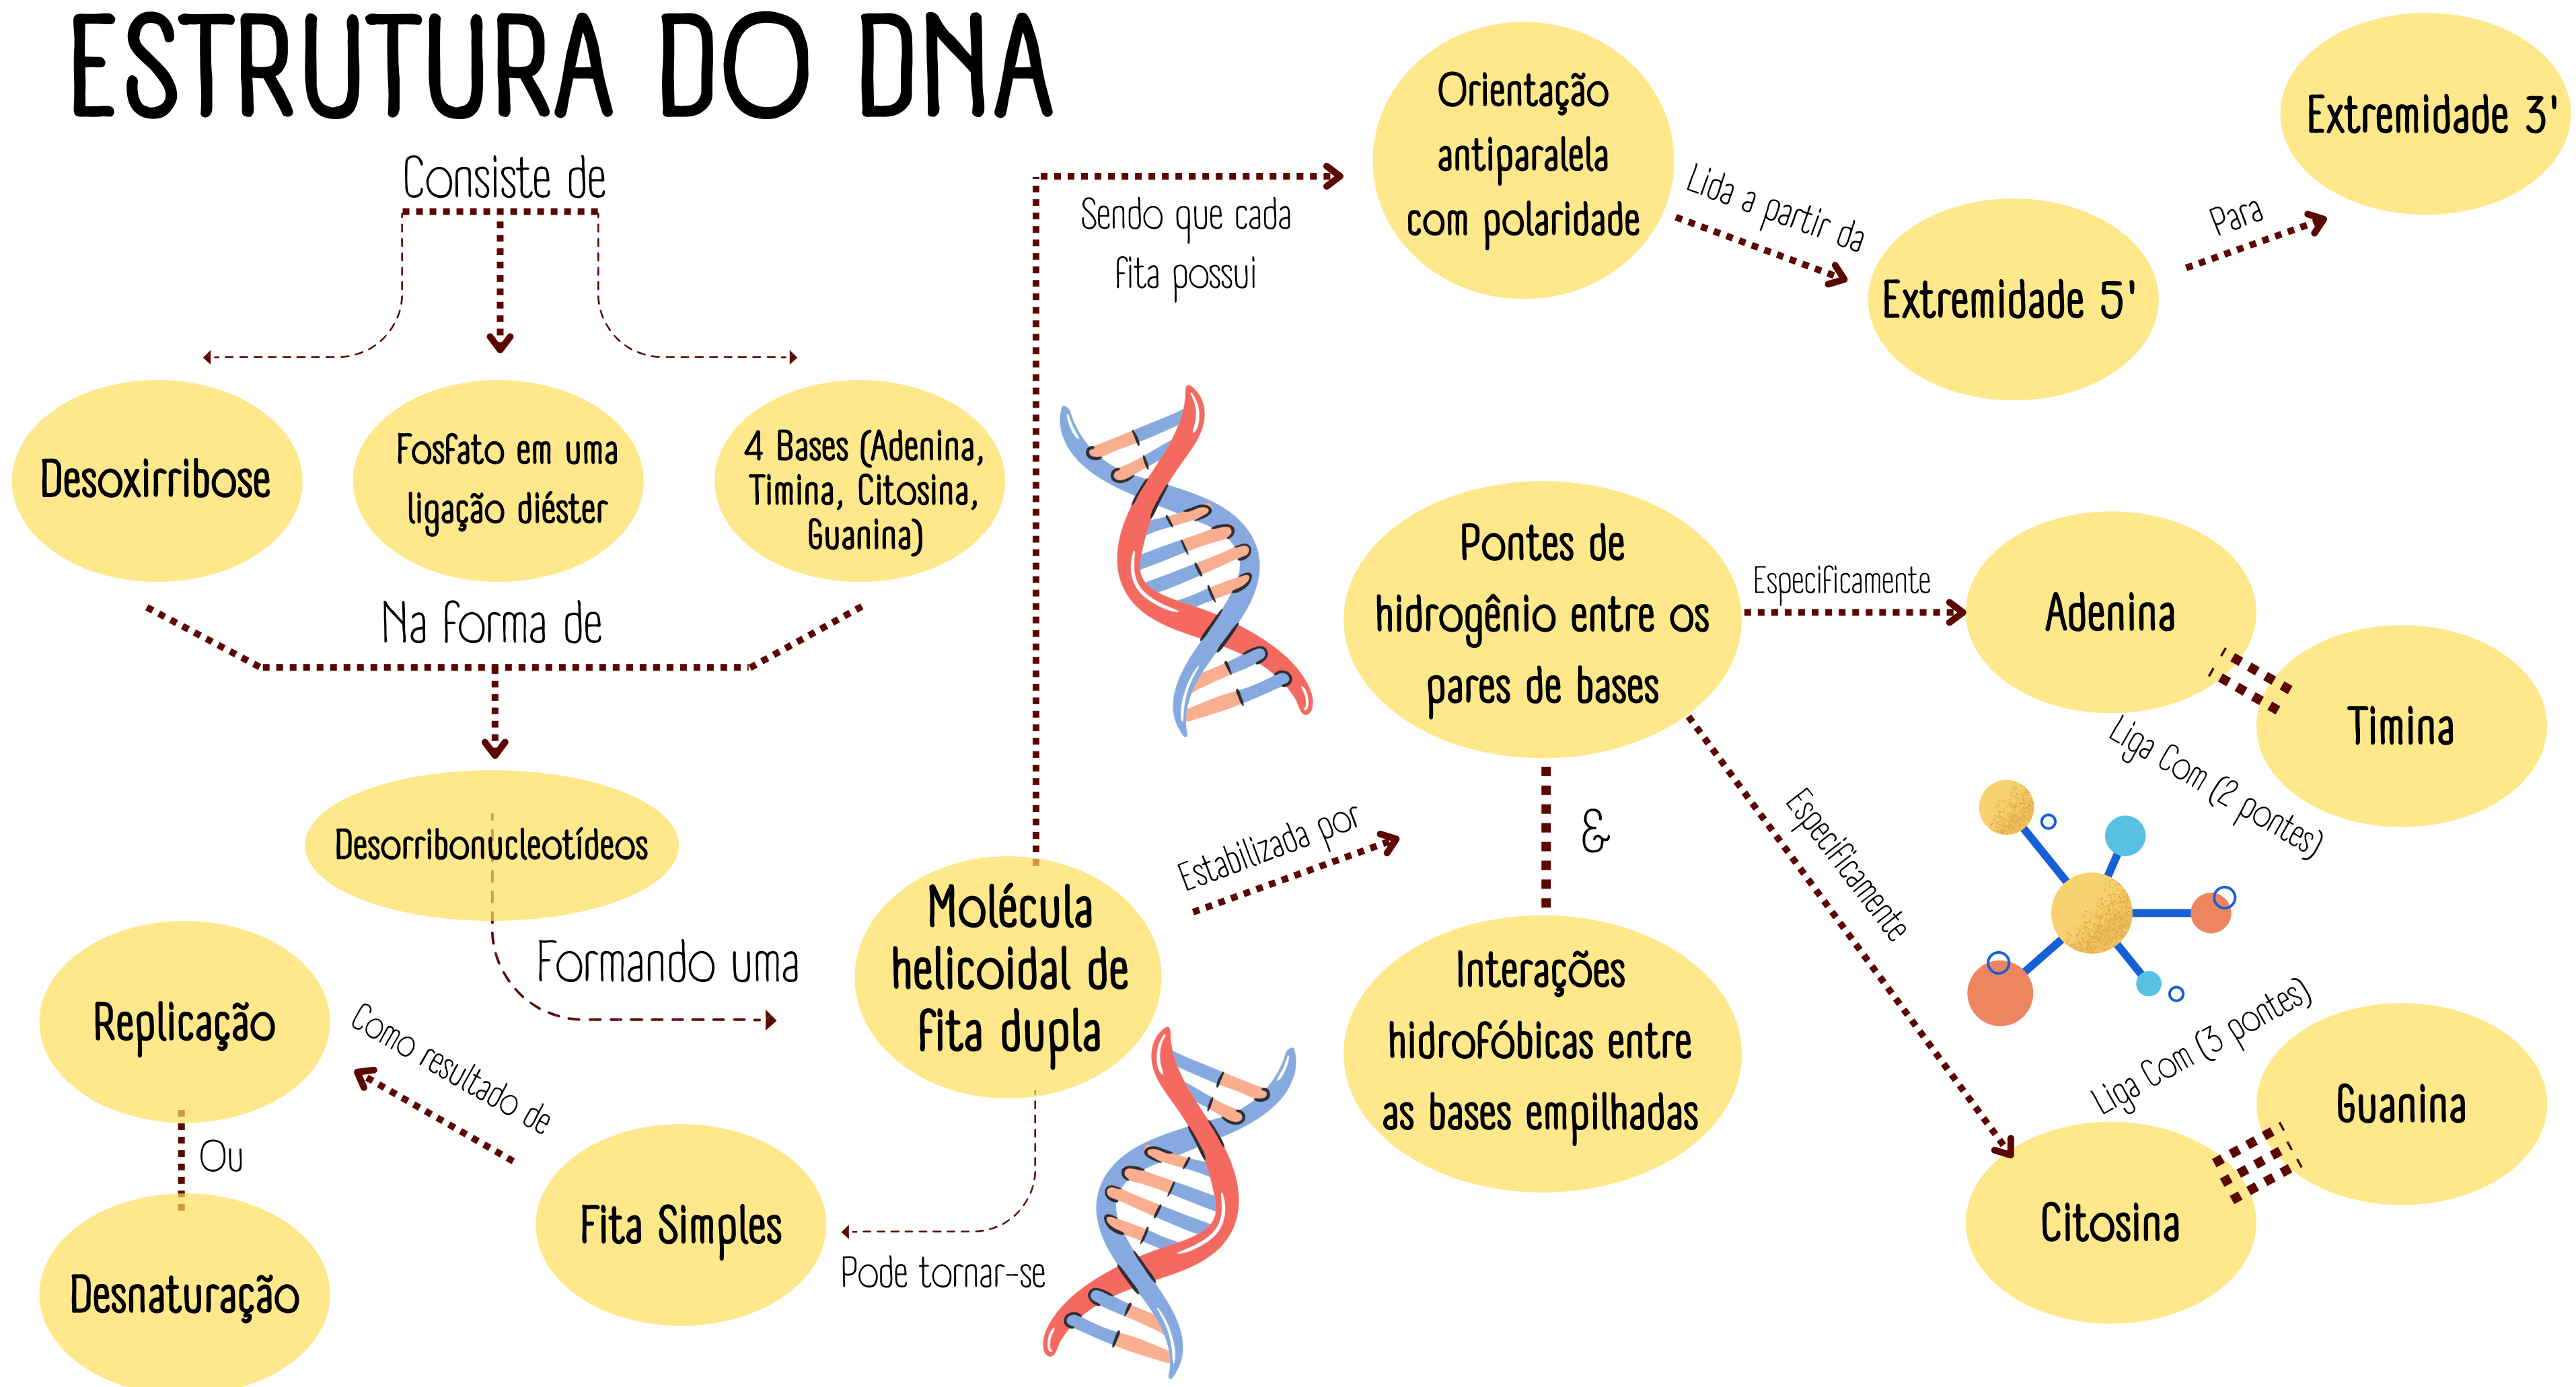 ESTRUTURA DO DNA
Consiste de
Desoxirribose
Fosfato em uma
ligação diéster
4 Bases (Adenina,
Timina, Citosina,
Guanina)
Na forma de
Desorribonucleotídeos
Formando uma
Molécula
helicoidal de
fita dupla
Sendo que cada
fita possui
Orientação
antiparalela
com polaridade
Lida a partir da
Extremidade 5'
Para
Extremidade 3'
Estabilizada por
Pontes de
hidrogênio entre os
pares de bases
&
Interações
hidrofóbicas entre
as bases empilhadas
Especificamente
Adenina
Liga Com (2 pontes)
Timina
Especificamente
Citosina
Liga Com (3 pontes)
Guanina
Pode tornar-se
Fita Simples
Como resultado de
Replicação
Ou
Desnaturação